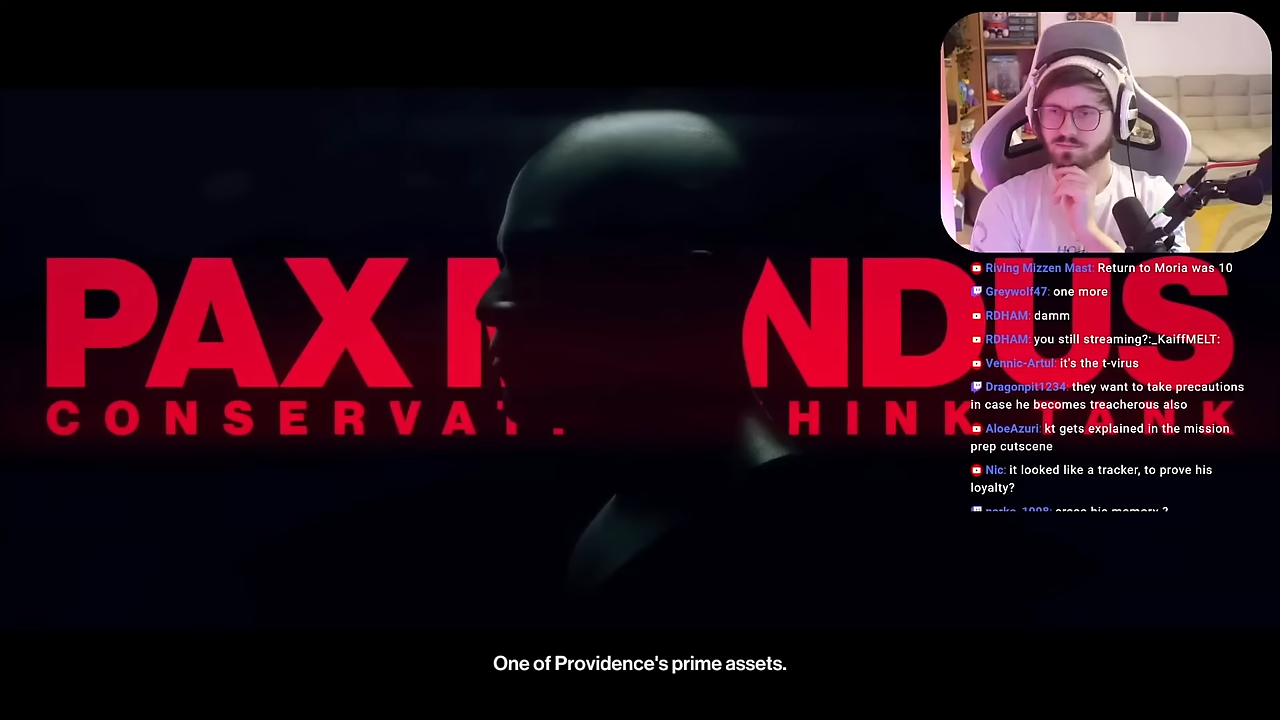 PAX NDUS
CONSERVA HINK TANK
One of Providence's prime assets.
Riving Mizzen Mast: Return to Moria was 10
Greywolf47: one more
RDHAM: damm
RDHAM: you still streaming?:_KaiffMELT:
Vennic-Artul: it's the t-virus
Dragonpit1234: they want to take precautions
in case he becomes treacherous also
AloeAzuri: kt gets explained in the mission
prep cutscene
Nic: it looked like a tracker, to prove his
loyalty?